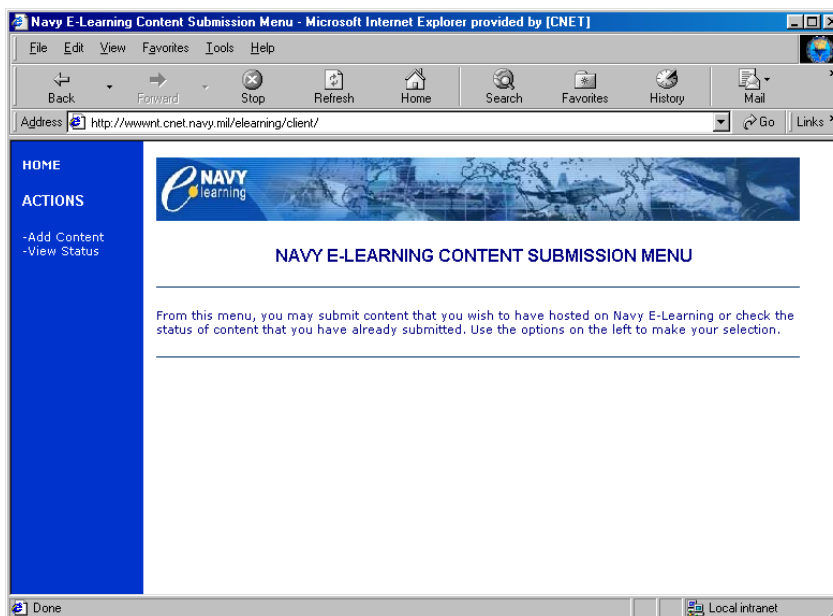 Navy E-Learning Content Submission Menu - Microsoft Internet Explorer provided by [CNET]
File Edit View Favorites Tools Help
Back Forward Stop Refresh Home Search Favorites History Mail
Address http://wwwnt.cnet.navy.mil/elearning/client/ Go Links
HOME
ACTIONS
-Add Content
-View Status
e NAVY
learning
NAVY E-LEARNING CONTENT SUBMISSION MENU
From this menu, you may submit content that you wish to have hosted on Navy E-Learning or check the
status of content that you have already submitted. Use the options on the left to make your selection.
Done Local intranet